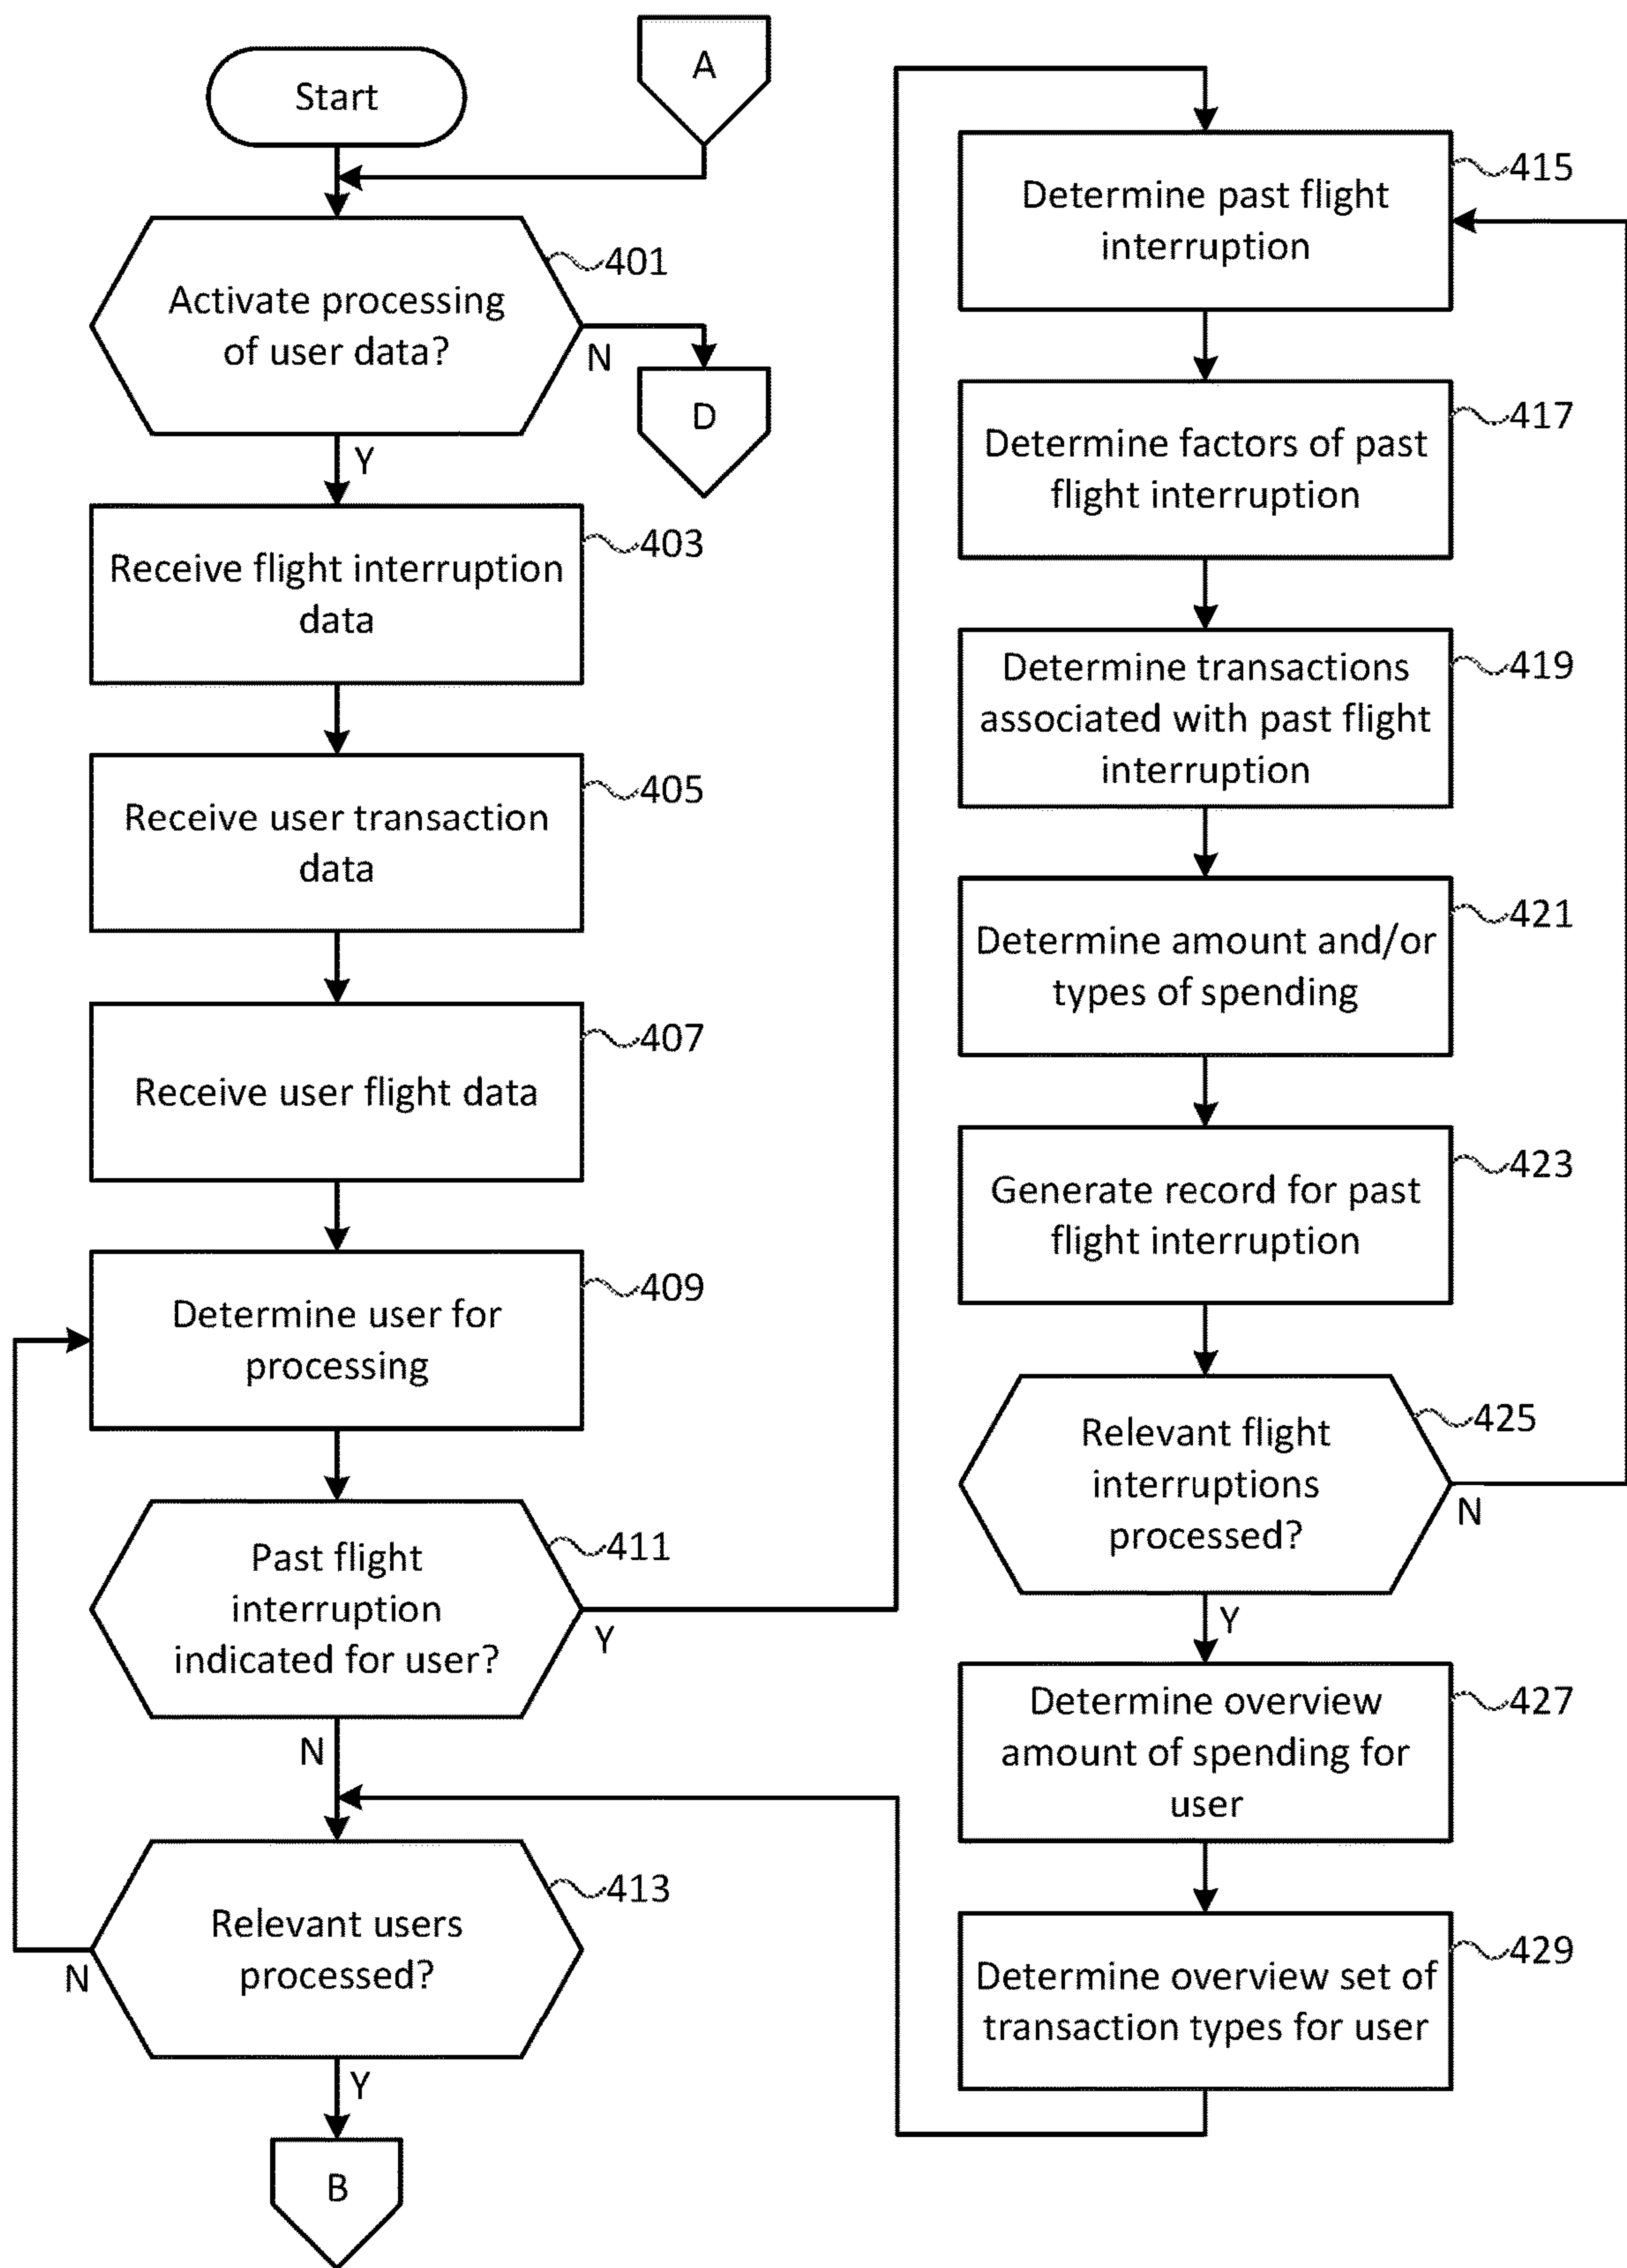 Start
A
401
Activate processing
of user data?
N
D
Y
403
Receive flight interruption
data
405
Receive user transaction
data
407
Receive user flight data
409
Determine user for
processing
411
Past flight
interruption
indicated for user?
Y
N
413
Relevant users
processed?
N
Y
B
415
Determine past flight
interruption
417
Determine factors of past
flight interruption
419
Determine transactions
associated with past flight
interruption
421
Determine amount and/or
types of spending
423
Generate record for past
flight interruption
425
Relevant flight
interruptions
processed?
N
Y
427
Determine overview
amount of spending for
user
429
Determine overview set of
transaction types for user